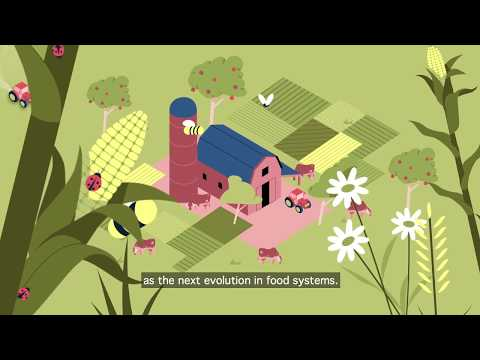 as the next evolution in food systems.